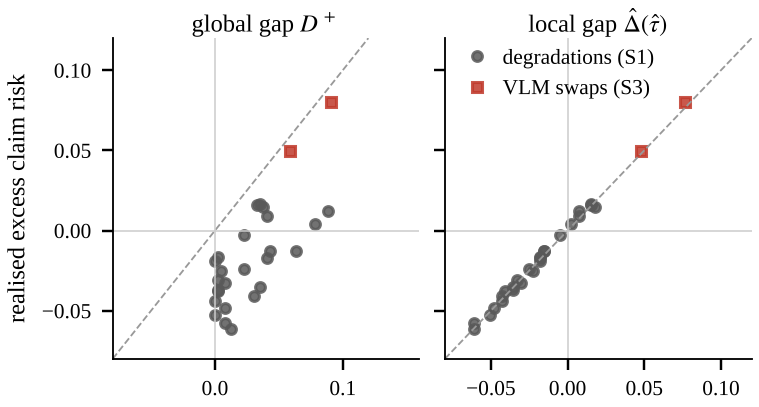 global gap D⁺
local gap Δ̂(τ̂)
degradations (S1)
VLM swaps (S3)
realised excess claim risk
0.10
0.05
0.00
−0.05
0.0
0.1
−0.05
0.00
0.05
0.10